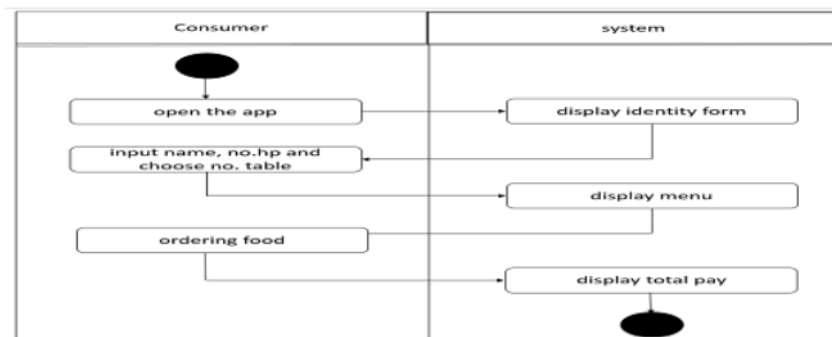 Consumer
system
open the app
display identity form
input name, no.hp and
choose no. table
display menu
ordering food
display total pay